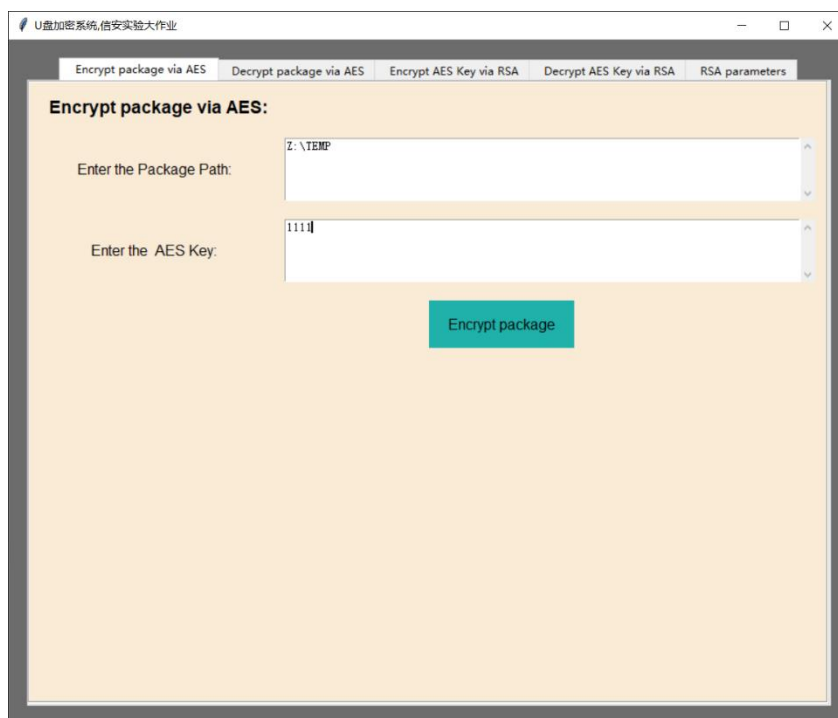 U盘加密系统,信安实验大作业
Encrypt package via AES
Decrypt package via AES
Encrypt AES Key via RSA
Decrypt AES Key via RSA
RSA parameters
Encrypt package via AES:
Enter the Package Path:
Z:\TEMP
Enter the  AES Key:
1111
Encrypt package